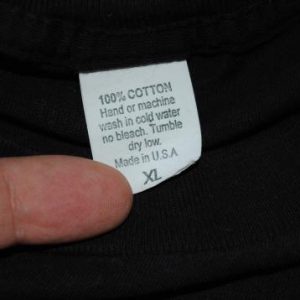 100% COTTON
Hand or machine
wash in cold water
no bleach. Tumble
dry low.
Made in U.S.A
XL